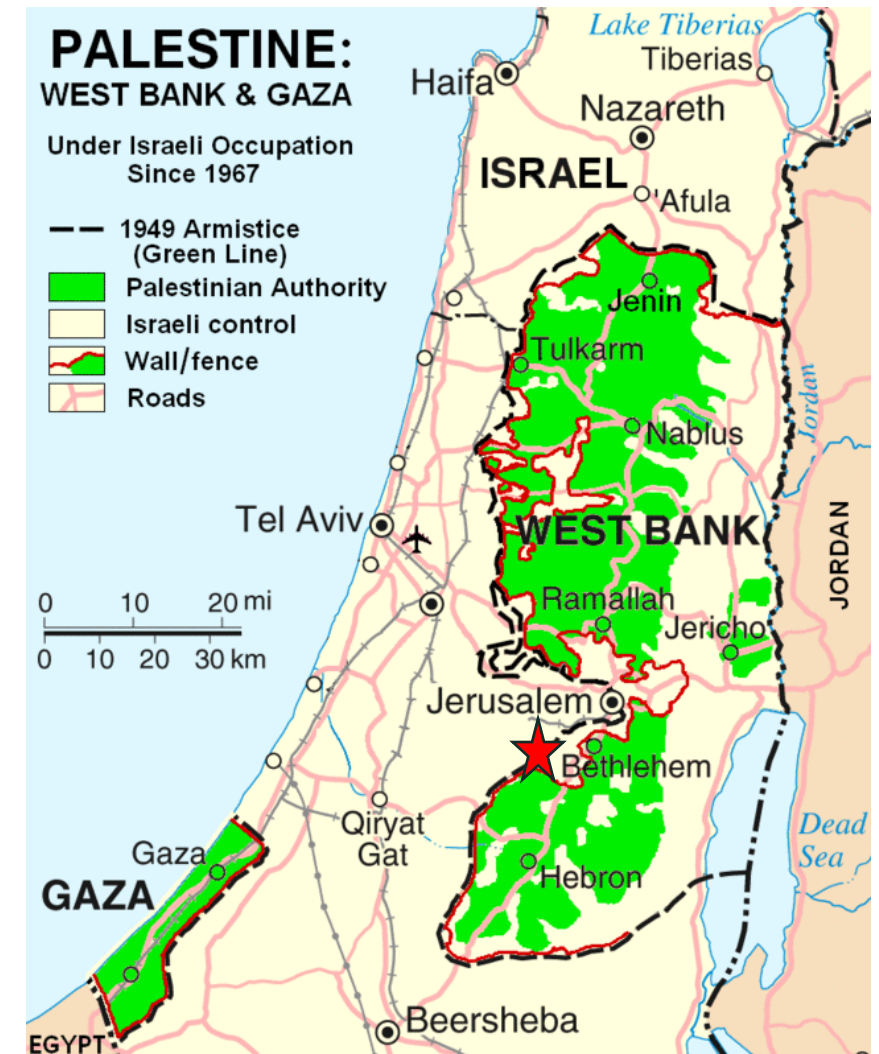 PALESTINE:
WEST BANK & GAZA
Under Israeli Occupation
Since 1967
1949 Armistice
(Green Line)
Palestinian Authority
Israeli control
Wall/fence
Roads
Lake Tiberias
Tiberias
Haifa
Nazareth
ISRAEL
'Afula
Jenin
Tulkarm
Nablus
Jordan
Tel Aviv
WEST BANK
JORDAN
0 10 20 mi
0 10 20 30 km
Ramallah
Jericho
Jerusalem
Bethlehem
Qiryat
Gat
Dead
Sea
Gaza
GAZA
Hebron
Beersheba
EGYPT